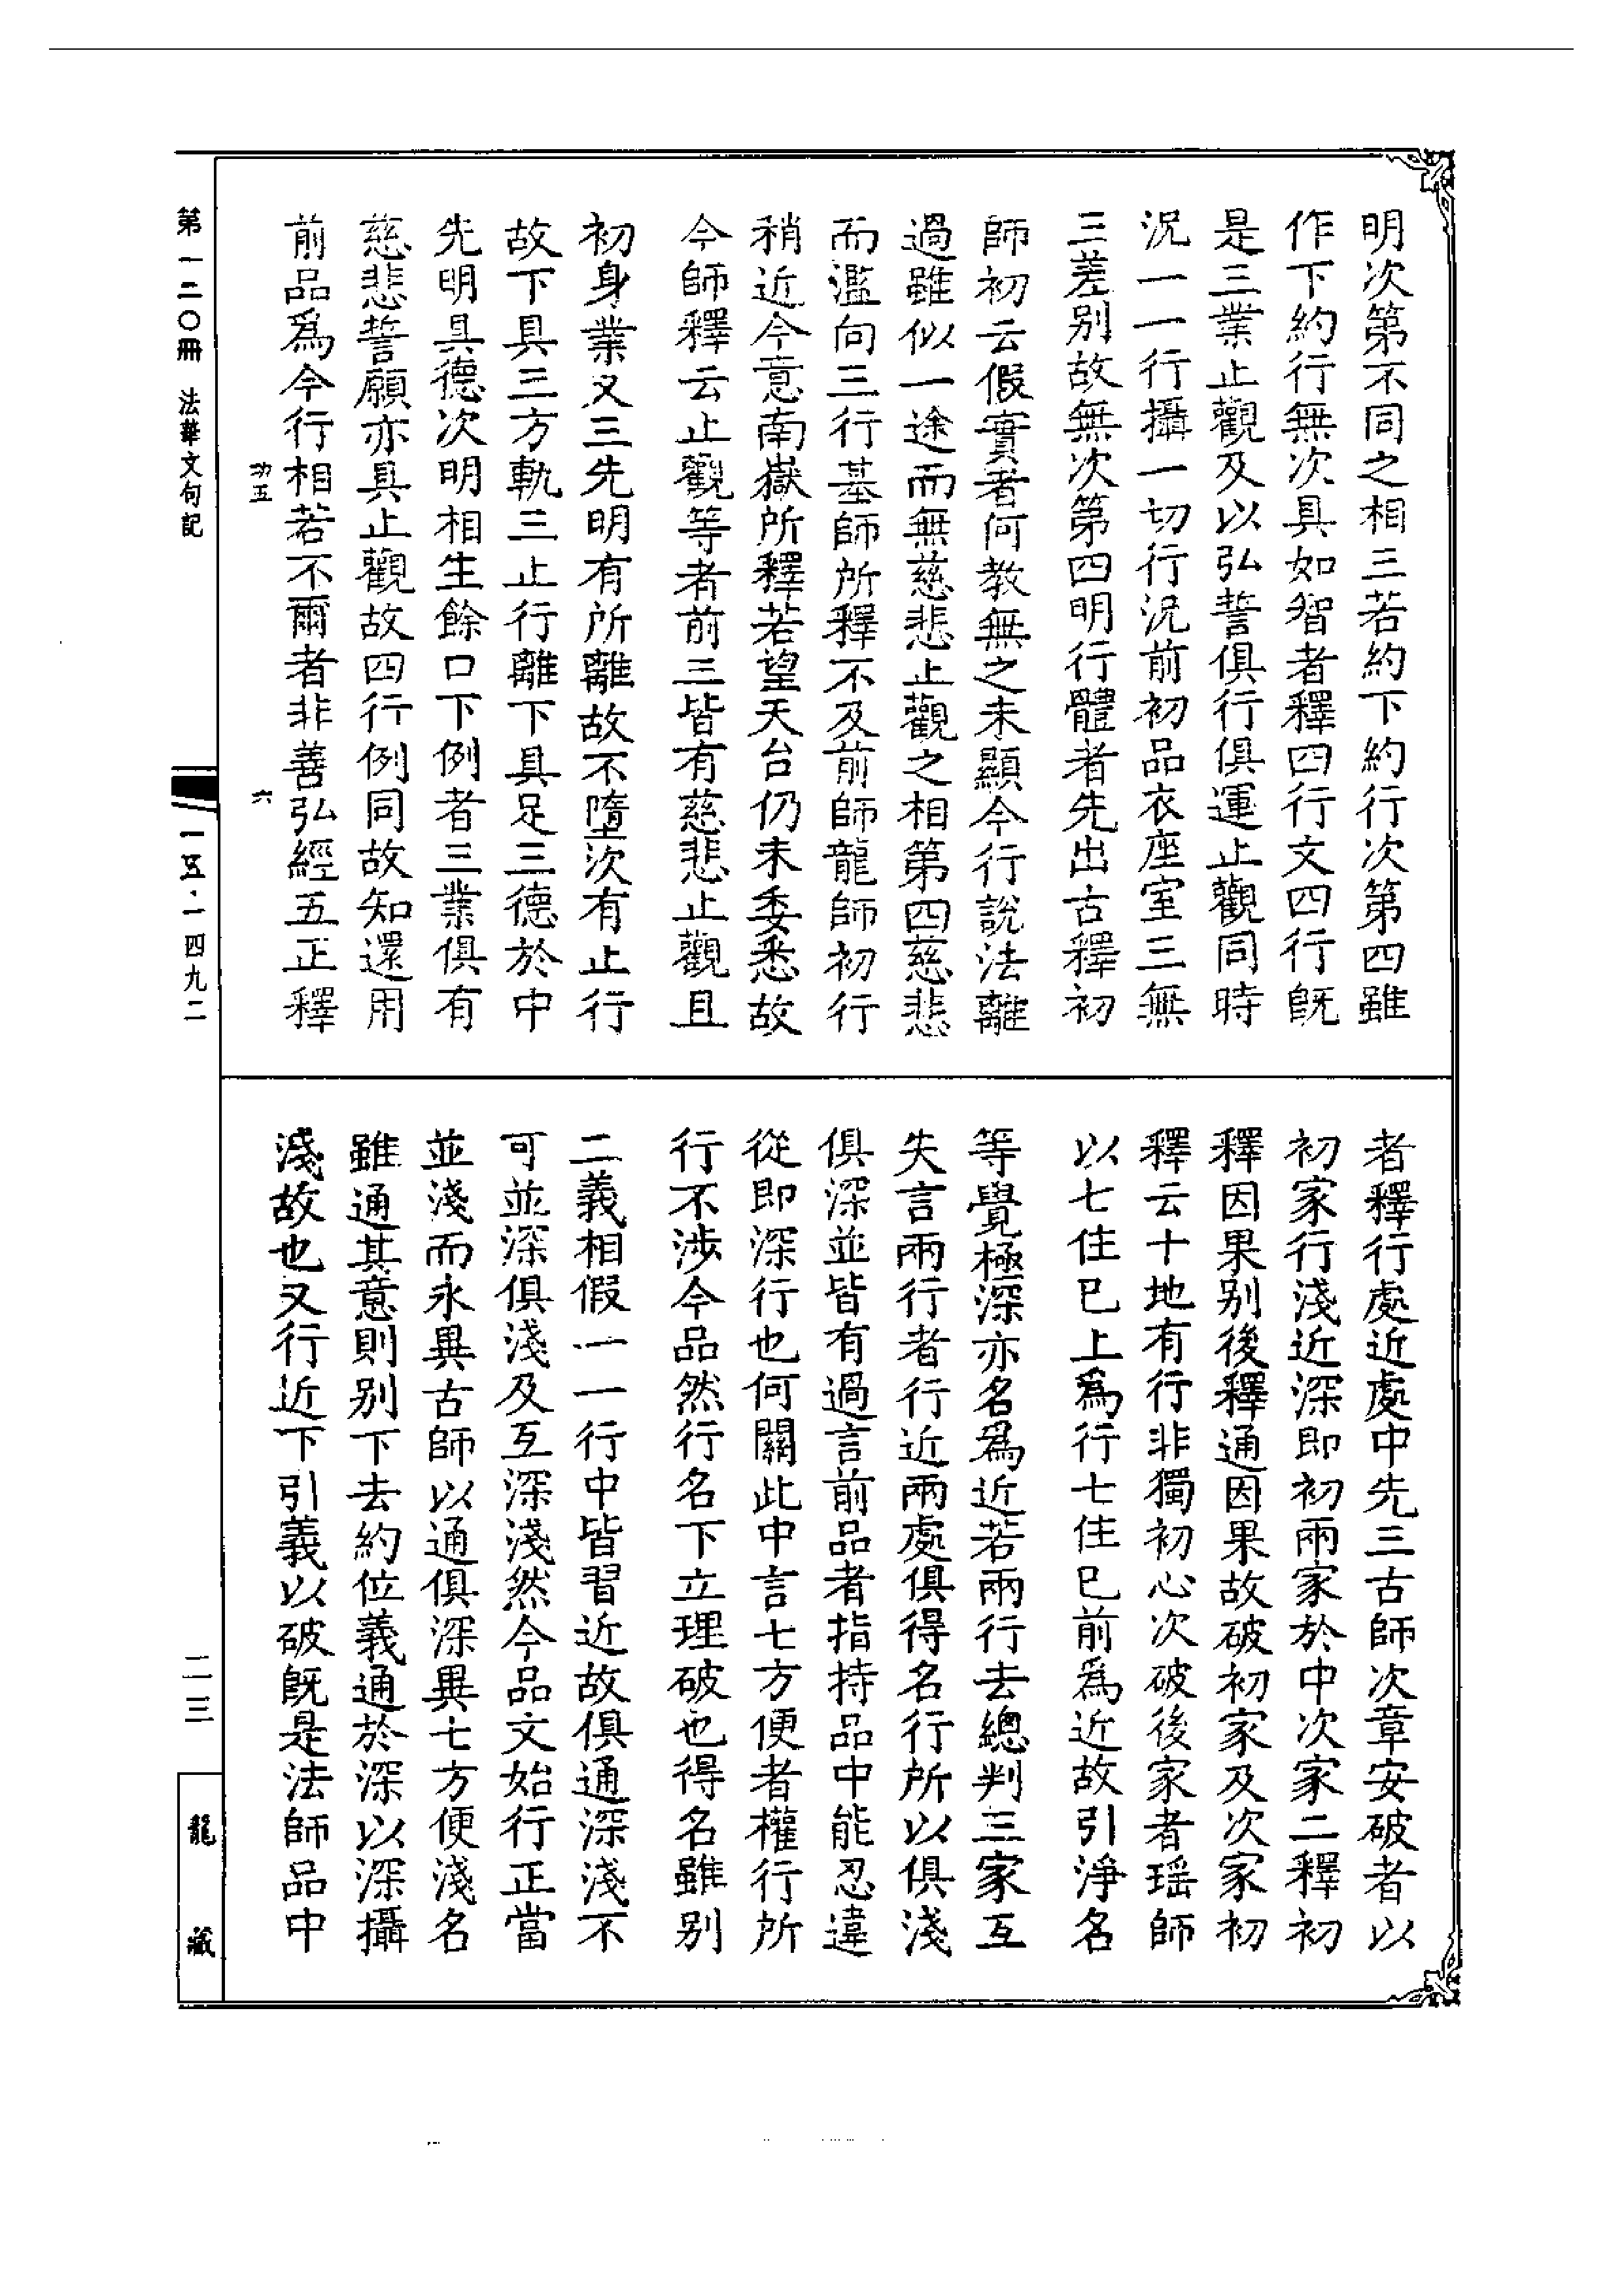 明次第不同之相三若約下約行次第四雖
作下約行無次具如智者釋四行文四行旣
是三業止觀及以弘誓俱行俱運止觀同時
況一一行攝一切行況前初品衣座室三無
三差别故無次第四明行體者先出古釋初
師初云假實者何教無之未顯今行說法離
過雖似一途而無慈悲止觀之相第四慈悲
而濫向三行基師所釋不及前師龍師初行
稍近今意南嶽所釋若望天台仍未委悉故
今師釋云止觀等者前三皆有慈悲止觀且
初身業又三先明有所離故不墮次有止行
故下具三方軌三止行離下具足三德於中
先明具德次明相生餘口下例者三業俱有
慈悲誓願亦具止觀故四行例同故知還用
前品爲今行相若不爾者非善弘經五正釋
功五
六
者釋行處近處中先三古師次章安破者以
初家行淺近深即初兩家於中次家二釋初
釋因果别後釋通因果故破初家及次家初
釋云十地有行非獨初心次破後家者瑶師
以七住已上爲行七住已前爲近故引淨名
等覺極深亦名爲近若兩行去總判三家互
失言兩行者行近兩處俱得名行所以俱淺
俱深並皆有過言前品者指持品中能忍違
從即深行也何關此中言七方便者權行所
行不涉今品然行名下立理破也得名雖别
二義相假一一行中皆習近故俱通深淺不
可並深俱淺及互深淺然今品文始行正當
並淺而永異古師以通俱深異七方便淺名
雖通其意則别下去約位義通於深以深攝
淺故也又行近下引義以破旣是法師品中
第一二〇冊 法華文句記
一五·一四九二
二三
龍藏